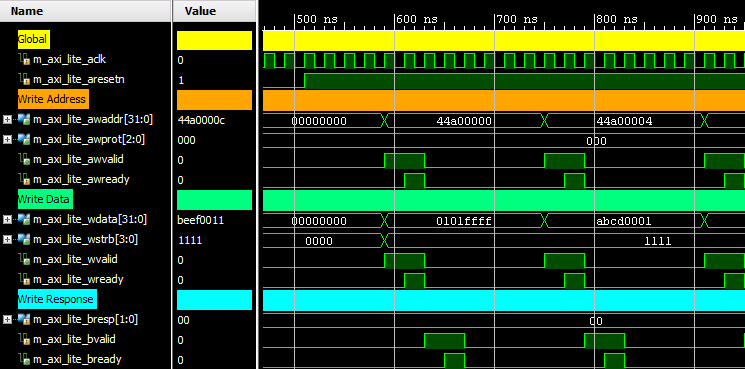 Name Value
500 ns 600 ns 700 ns 800 ns 900 ns
Global
m_axi_lite_aclk 0
m_axi_lite_aresetn 1
Write Address
m_axi_lite_awaddr[31:0] 44a0000c 00000000 44a00000 44a00004
m_axi_lite_awprot[2:0] 000 000
m_axi_lite_awvalid 0
m_axi_lite_awready 0
Write Data
m_axi_lite_wdata[31:0] beef0011 00000000 0101ffff abcd0001
m_axi_lite_wstrb[3:0] 1111 0000 1111
m_axi_lite_wvalid 0
m_axi_lite_wready 0
Write Response
m_axi_lite_bresp[1:0] 00 00
m_axi_lite_bvalid 0
m_axi_lite_bready 0